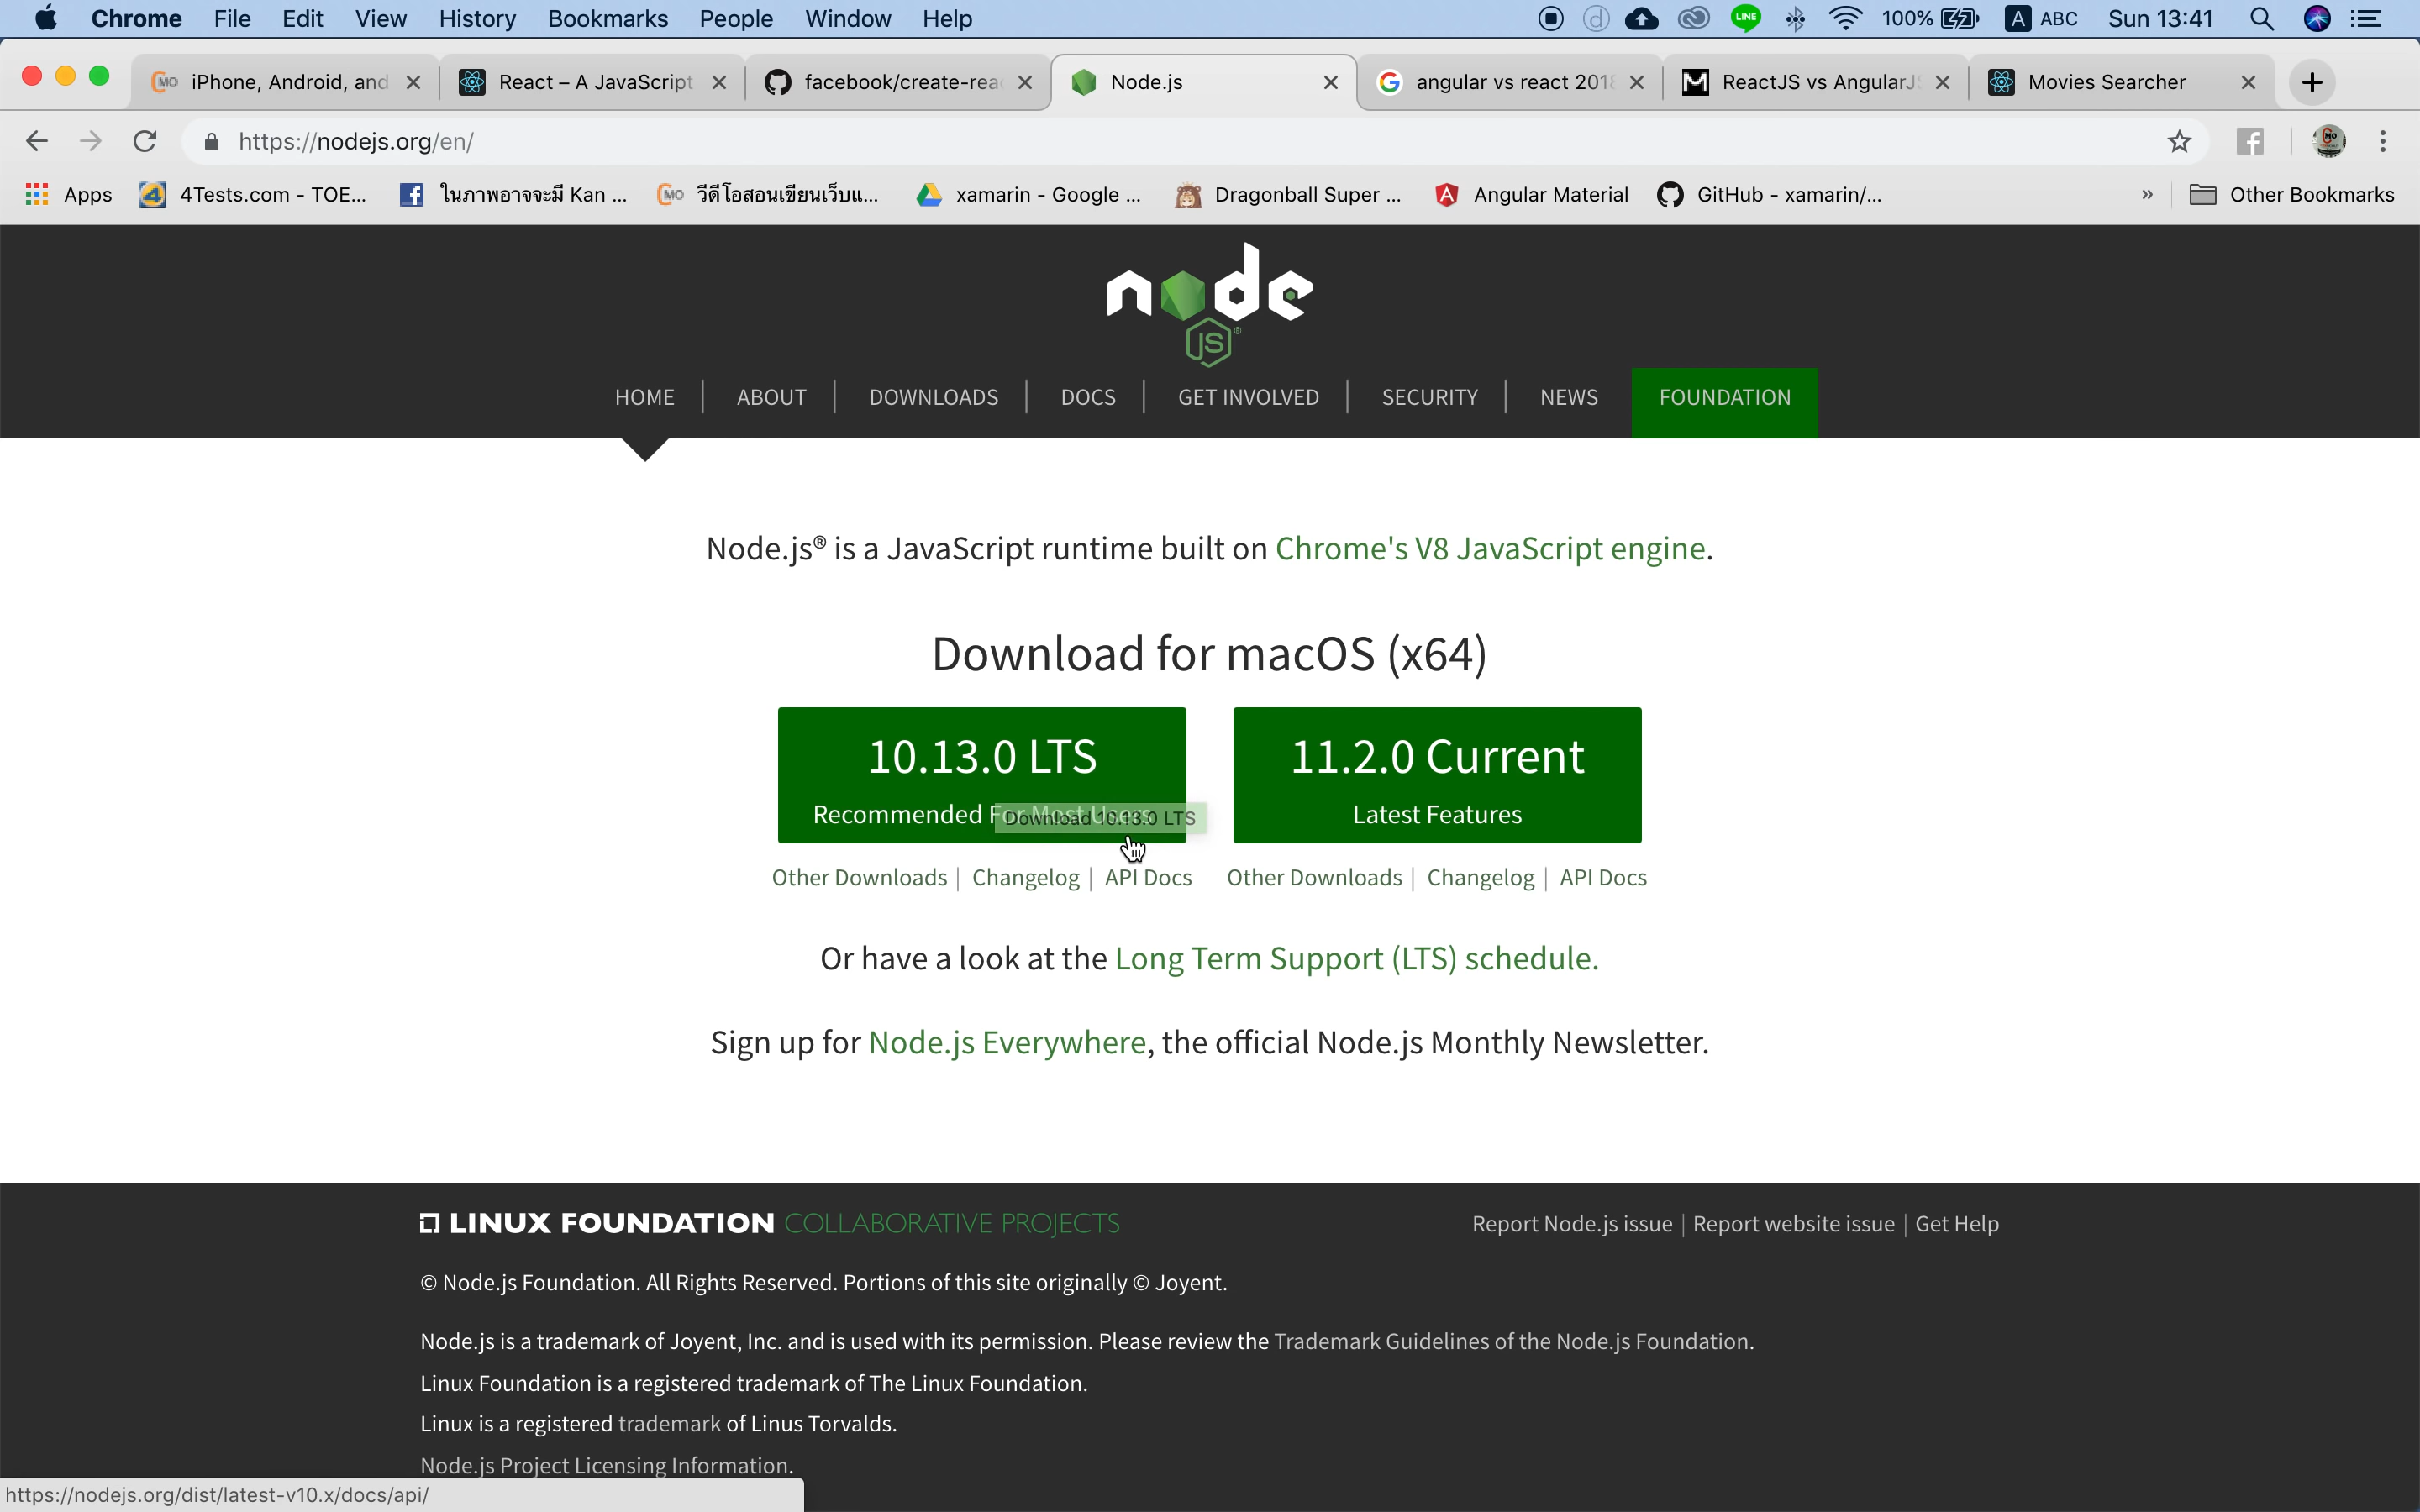 Chrome File Edit View History Bookmarks People Window Help LINE 100% A ABC Sun 13:41
iPhone, Android, and React – A JavaScript facebook/create-rea Node.js angular vs react 2018 ReactJS vs AngularJS Movies Searcher
https://nodejs.org/en/
Apps 4Tests.com - TOE... ในภาพอาจจะมี Kan ... วีดีโอสอนเขียนเว็บแ... xamarin - Google ... Dragonball Super ... Angular Material GitHub - xamarin/... » Other Bookmarks
node
JS®
HOME ABOUT DOWNLOADS DOCS GET INVOLVED SECURITY NEWS FOUNDATION
Node.js® is a JavaScript runtime built on Chrome's V8 JavaScript engine.
Download for macOS (x64)
10.13.0 LTS 11.2.0 Current
Recommended For Most Users Latest Features
Download 10.13.0 LTS
Other Downloads | Changelog | API Docs Other Downloads | Changelog | API Docs
Or have a look at the Long Term Support (LTS) schedule.
Sign up for Node.js Everywhere, the official Node.js Monthly Newsletter.
LINUX FOUNDATION COLLABORATIVE PROJECTS Report Node.js issue | Report website issue | Get Help
© Node.js Foundation. All Rights Reserved. Portions of this site originally © Joyent.
Node.js is a trademark of Joyent, Inc. and is used with its permission. Please review the Trademark Guidelines of the Node.js Foundation.
Linux Foundation is a registered trademark of The Linux Foundation.
Linux is a registered trademark of Linus Torvalds.
Node.js Project Licensing Information.
https://nodejs.org/dist/latest-v10.x/docs/api/